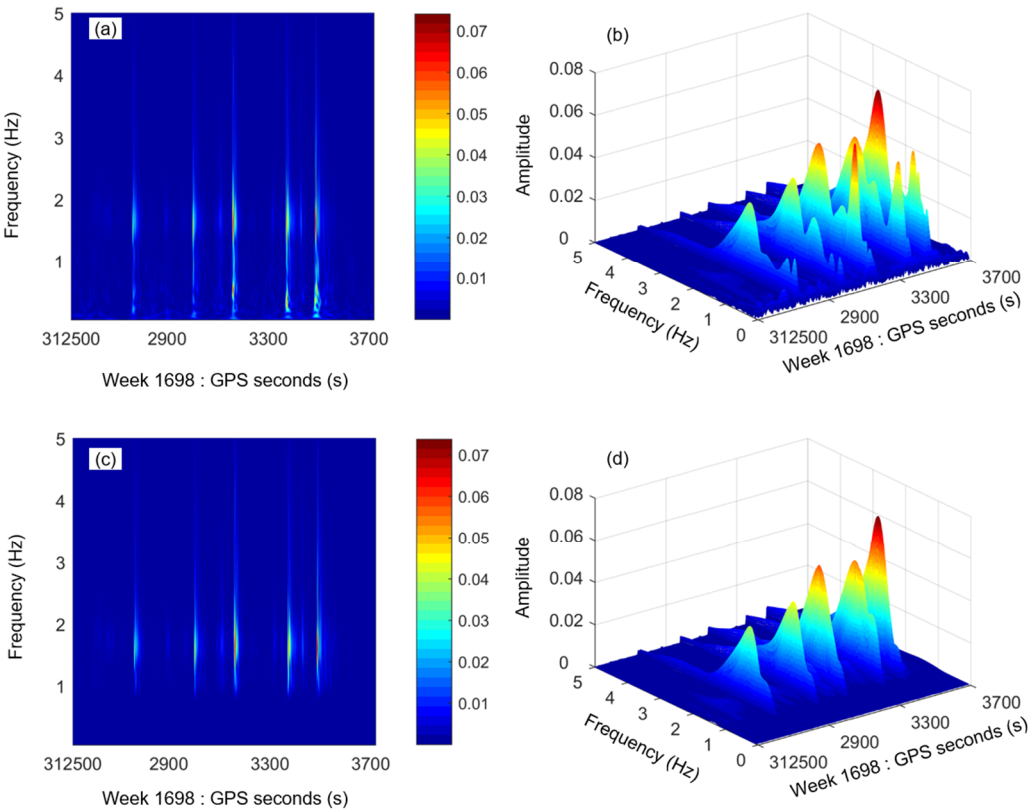 (a)
5
4
3
2
1
Frequency (Hz)
312500 2900 3300 3700
Week 1698 : GPS seconds (s)
0.07
0.06
0.05
0.04
0.03
0.02
0.01
(b)
0.08
0.06
0.04
0.02
0
Amplitude
5
4
3
2
1
0
Frequency (Hz)
312500 2900 3300 3700
Week 1698 : GPS seconds (s)
(c)
5
4
3
2
1
Frequency (Hz)
312500 2900 3300 3700
Week 1698 : GPS seconds (s)
0.07
0.06
0.05
0.04
0.03
0.02
0.01
(d)
0.08
0.06
0.04
0.02
0
Amplitude
5
4
3
2
1
0
Frequency (Hz)
312500 2900 3300 3700
Week 1698 : GPS seconds (s)